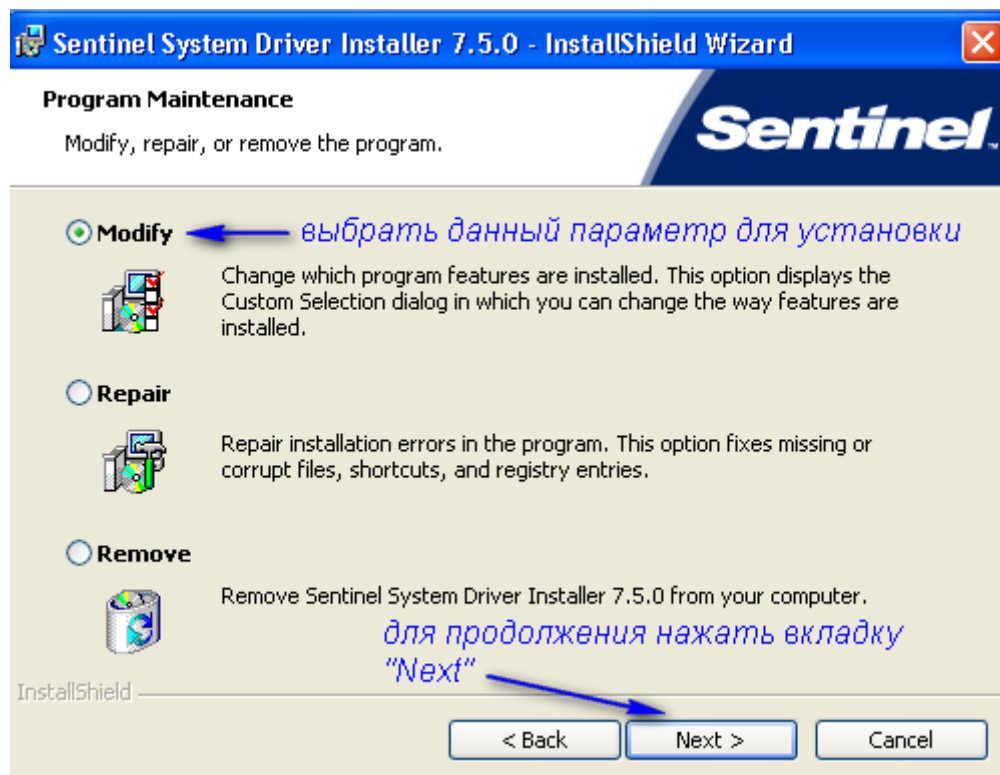 Sentinel System Driver Installer 7.5.0 - InstallShield Wizard
Program Maintenance
Modify, repair, or remove the program.
Sentinel.
Modify
выбрать данный параметр для установки
Change which program features are installed. This option displays the
Custom Selection dialog in which you can change the way features are
installed.
Repair
Repair installation errors in the program. This option fixes missing or
corrupt files, shortcuts, and registry entries.
Remove
Remove Sentinel System Driver Installer 7.5.0 from your computer.
для продолжения нажать вкладку
"Next"
InstallShield
< Back
Next >
Cancel